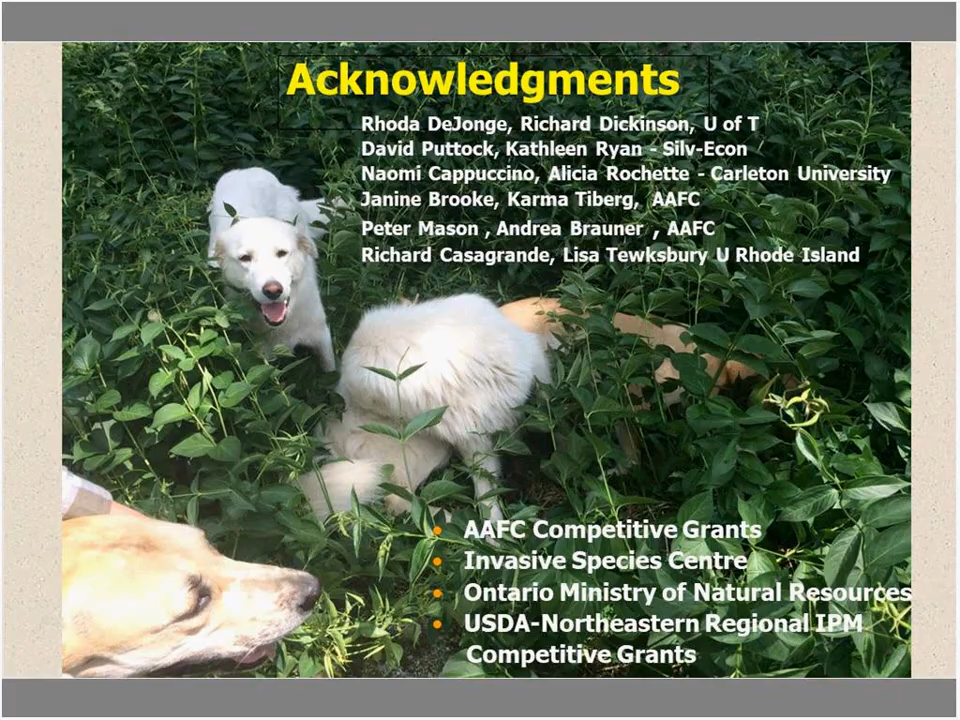 Acknowledgments
Rhoda DeJonge, Richard Dickinson, U of T
David Puttock, Kathleen Ryan - Silv-Econ
Naomi Cappuccino, Alicia Rochette - Carleton University
Janine Brooke, Karma Tiberg, AAFC
Peter Mason , Andrea Brauner , AAFC
Richard Casagrande, Lisa Tewksbury U Rhode Island
• AAFC Competitive Grants
• Invasive Species Centre
• Ontario Ministry of Natural Resources
• USDA-Northeastern Regional IPM
Competitive Grants